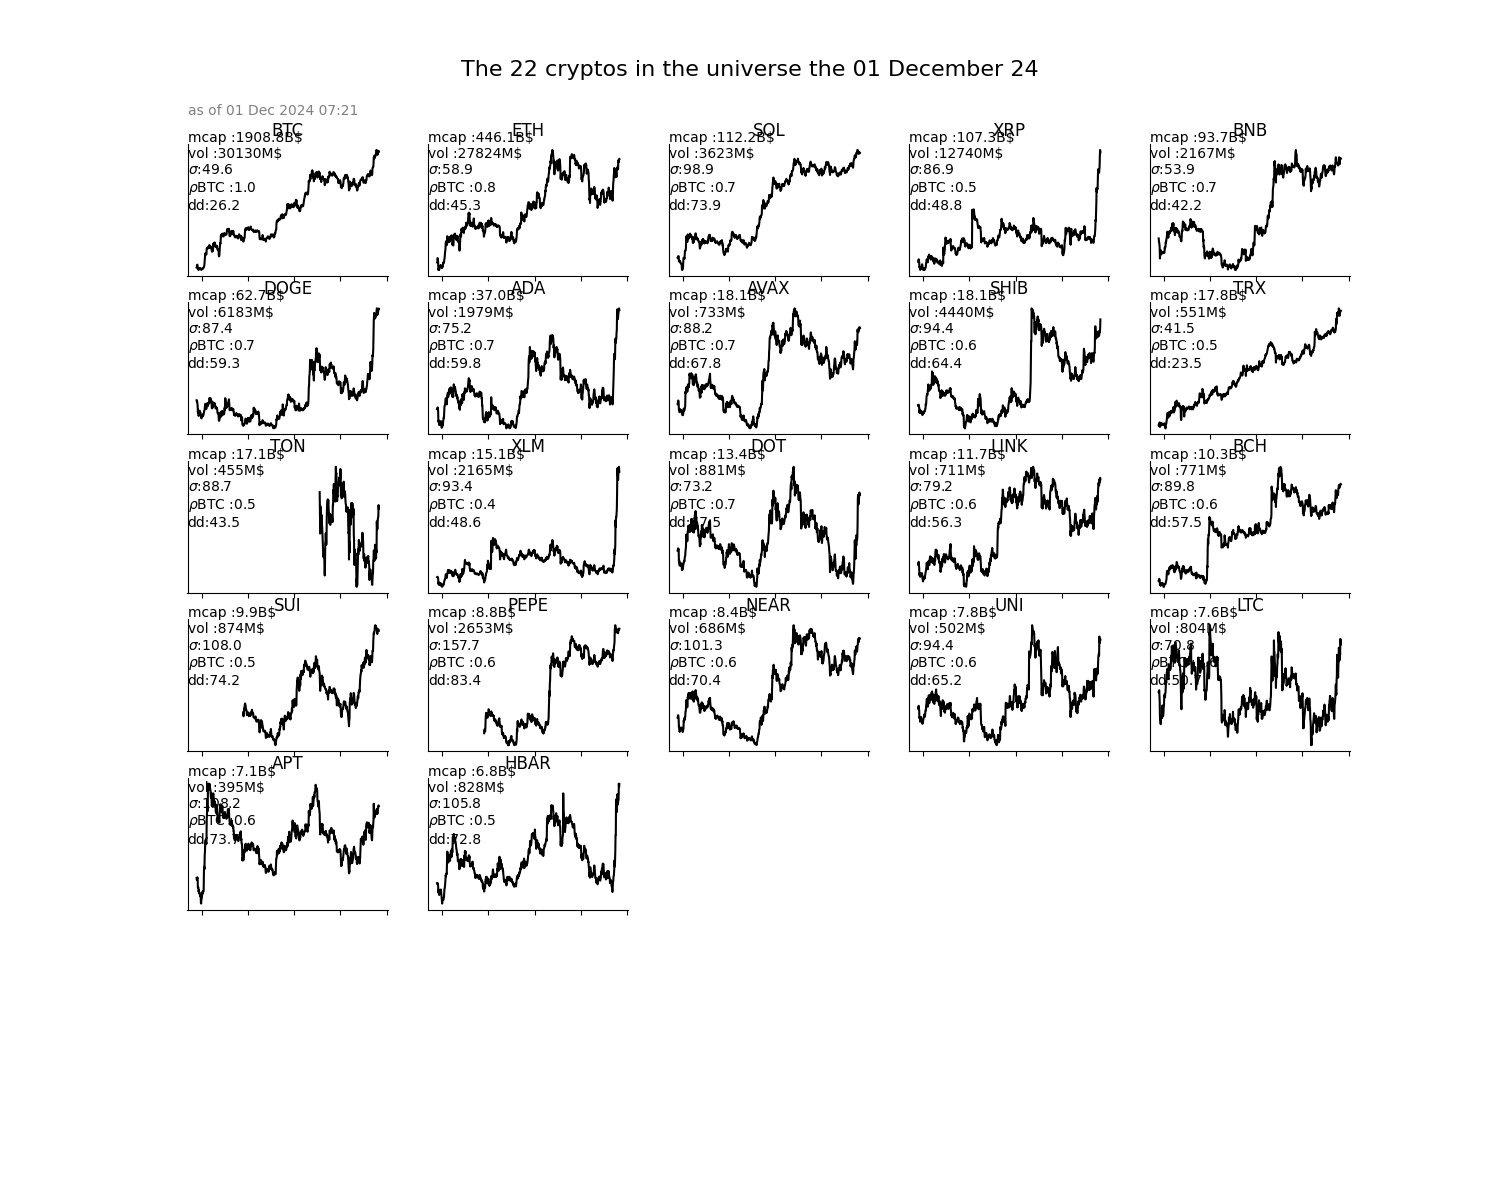 The 22 cryptos in the universe the 01 December 24
as of 01 Dec 2024 07:21
BTC
mcap :1908.8B$
vol :30130M$
σ:49.6
ρBTC :1.0
dd:26.2
ETH
mcap :446.1B$
vol :27824M$
σ:58.9
ρBTC :0.8
dd:45.3
SOL
mcap :112.2B$
vol :3623M$
σ:98.9
ρBTC :0.7
dd:73.9
XRP
mcap :107.3B$
vol :12740M$
σ:86.9
ρBTC :0.5
dd:48.8
BNB
mcap :93.7B$
vol :2167M$
σ:53.9
ρBTC :0.7
dd:42.2
DOGE
mcap :62.7B$
vol :6183M$
σ:87.4
ρBTC :0.7
dd:59.3
ADA
mcap :37.0B$
vol :1979M$
σ:75.2
ρBTC :0.7
dd:59.8
AVAX
mcap :18.1B$
vol :733M$
σ:88.2
ρBTC :0.7
dd:67.8
SHIB
mcap :18.1B$
vol :4440M$
σ:94.4
ρBTC :0.6
dd:64.4
TRX
mcap :17.8B$
vol :551M$
σ:41.5
ρBTC :0.5
dd:23.5
TON
mcap :17.1B$
vol :455M$
σ:88.7
ρBTC :0.5
dd:43.5
XLM
mcap :15.1B$
vol :2165M$
σ:93.4
ρBTC :0.4
dd:48.6
DOT
mcap :13.4B$
vol :881M$
σ:73.2
ρBTC :0.7
LINK
mcap :11.7B$
vol :711M$
σ:79.2
ρBTC :0.6
dd:56.3
BCH
mcap :10.3B$
vol :771M$
σ:89.8
ρBTC :0.6
dd:57.5
SUI
mcap :9.9B$
vol :874M$
σ:108.0
ρBTC :0.5
dd:74.2
PEPE
mcap :8.8B$
vol :2653M$
σ:157.7
ρBTC :0.6
dd:83.4
NEAR
mcap :8.4B$
vol :686M$
σ:101.3
ρBTC :0.6
dd:70.4
UNI
mcap :7.8B$
vol :502M$
σ:94.4
ρBTC :0.6
dd:65.2
LTC
mcap :7.6B$
vol :804M$
σ:70.8
APT
mcap :7.1B$
vol :395M$
σ:108.2
ρBTC :0.6
HBAR
mcap :6.8B$
vol :828M$
σ:105.8
ρBTC :0.5
dd:72.8